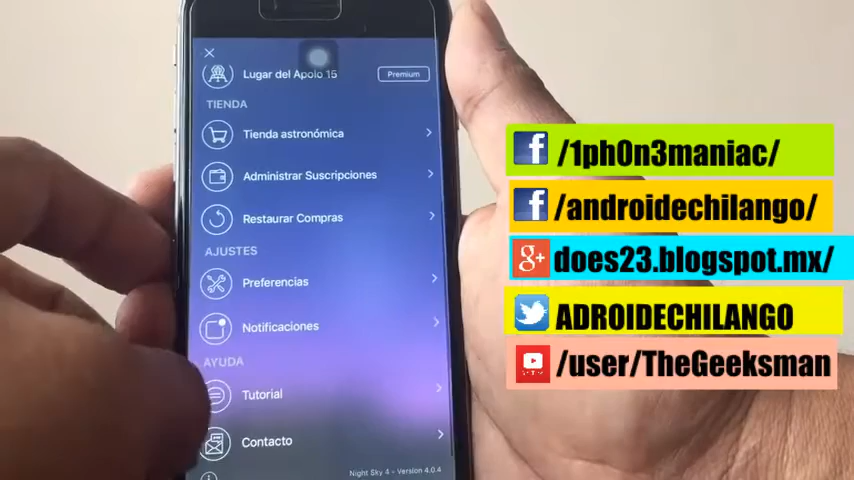 Lugar del Apolo 15
Premium
TIENDA
Tienda astronómica
Administrar Suscripciones
Restaurar Compras
AJUSTES
Preferencias
Notificaciones
AYUDA
Tutorial
Contacto
Night Sky 4 - Version 4.0.4
/1ph0n3maniac/
/androidechilango/
does23.blogspot.mx/
ADROIDECHILANGO
/user/TheGeeksman